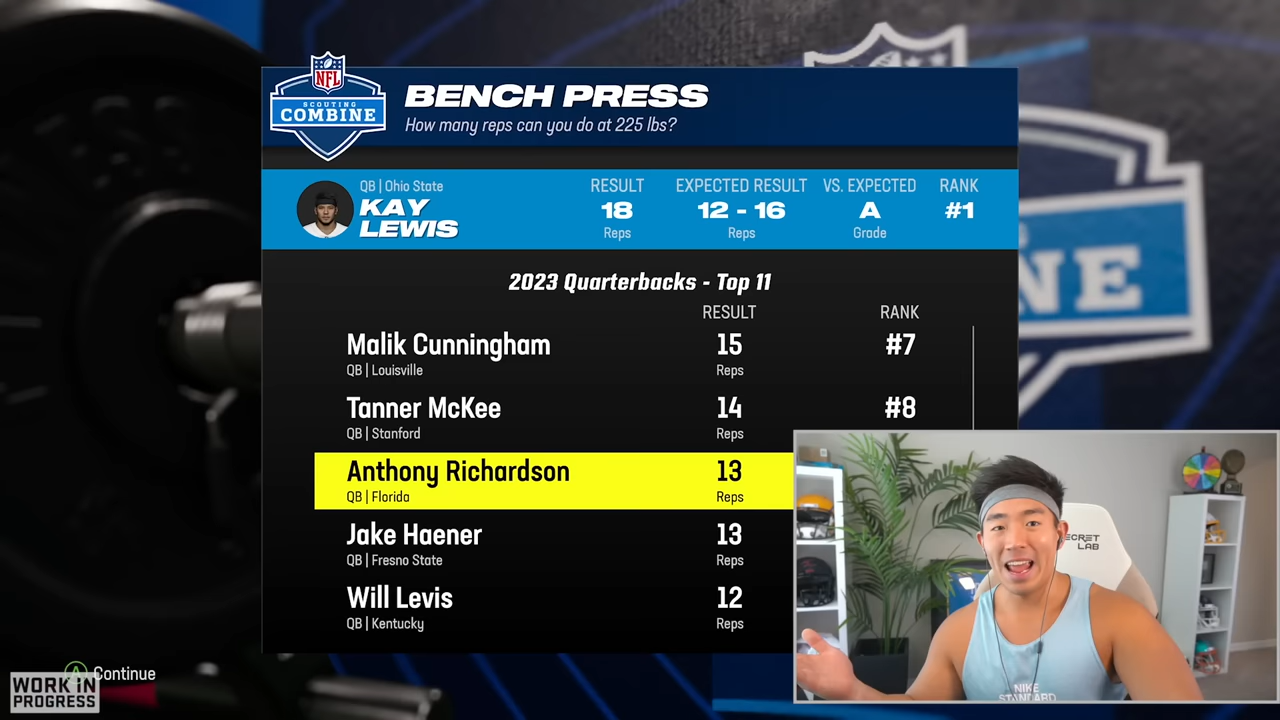 NFL
SCOUTING
COMBINE
BENCH PRESS
How many reps can you do at 225 lbs?
QB | Ohio State
KAY
LEWIS
RESULT
18
Reps
EXPECTED RESULT
12 - 16
Reps
VS. EXPECTED
A
Grade
RANK
#1
2023 Quarterbacks - Top 11
RESULT RANK
Malik Cunningham 15 #7
QB | Louisville Reps
Tanner McKee 14 #8
QB | Stanford Reps
Anthony Richardson 13
QB | Florida Reps
Jake Haener 13
QB | Fresno State Reps
Will Levis 12
QB | Kentucky Reps
A Continue
WORK IN
PROGRESS
NE
ECRET
LAB
NIKE
STANDARD